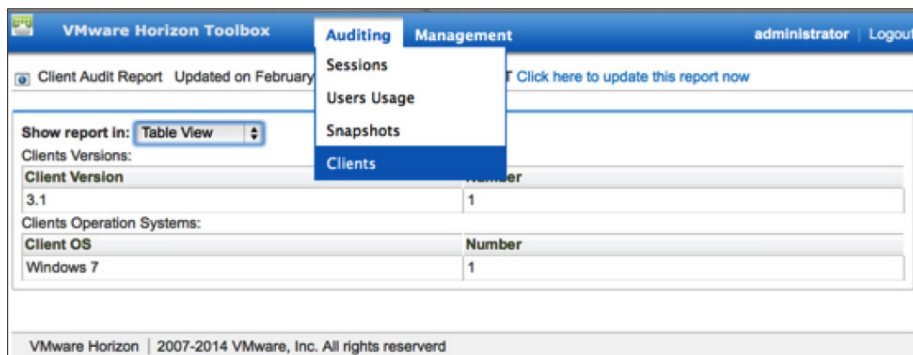 VMware Horizon Toolbox Auditing Management administrator | Logout
Sessions
Client Audit Report Updated on February Click here to update this report now
Users Usage
Snapshots
Show report in: Table View
Clients
Clients Versions:
Client Version
3.1 1
Clients Operation Systems:
Client OS Number
Windows 7 1
VMware Horizon | 2007-2014 VMware, Inc. All rights reserverd